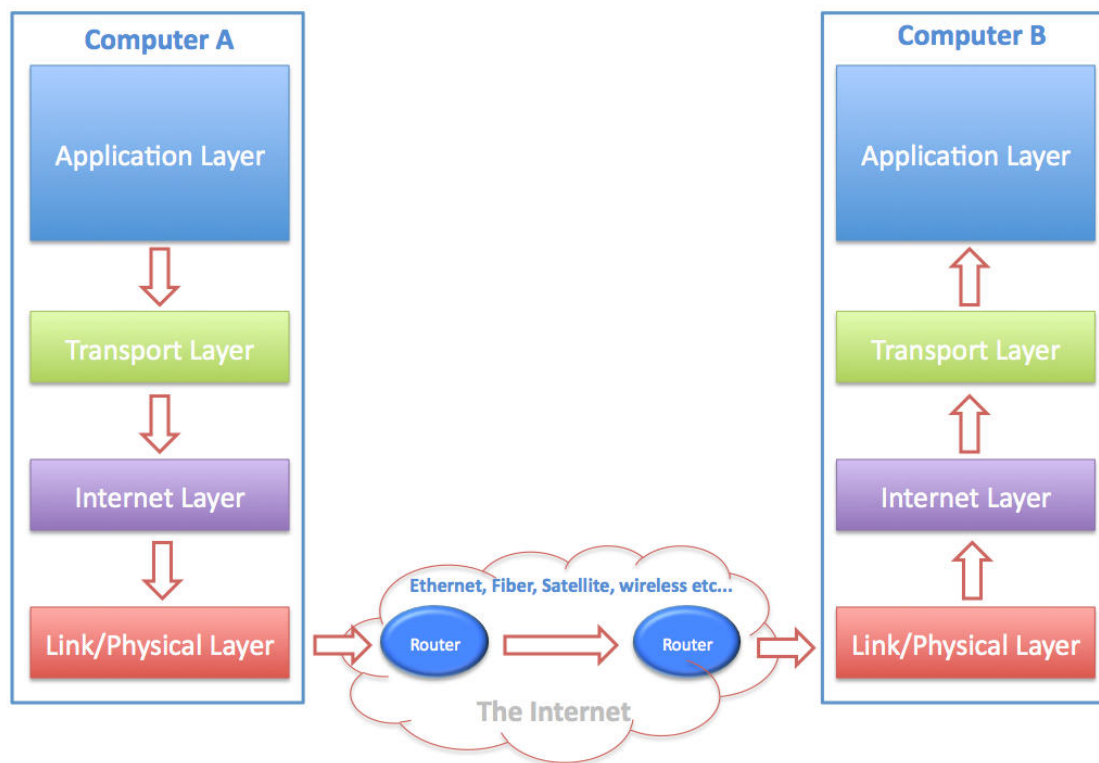 Computer A
Application Layer
Transport Layer
Internet Layer
Link/Physical Layer
Ethernet, Fiber, Satellite, wireless etc...
Router
Router
The Internet
Computer B
Application Layer
Transport Layer
Internet Layer
Link/Physical Layer